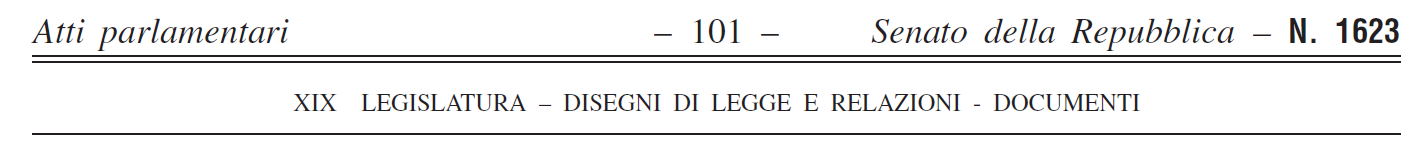 Atti parlamentari – 101 – Senato della Repubblica – N. 1623
XIX LEGISLATURA – DISEGNI DI LEGGE E RELAZIONI - DOCUMENTI